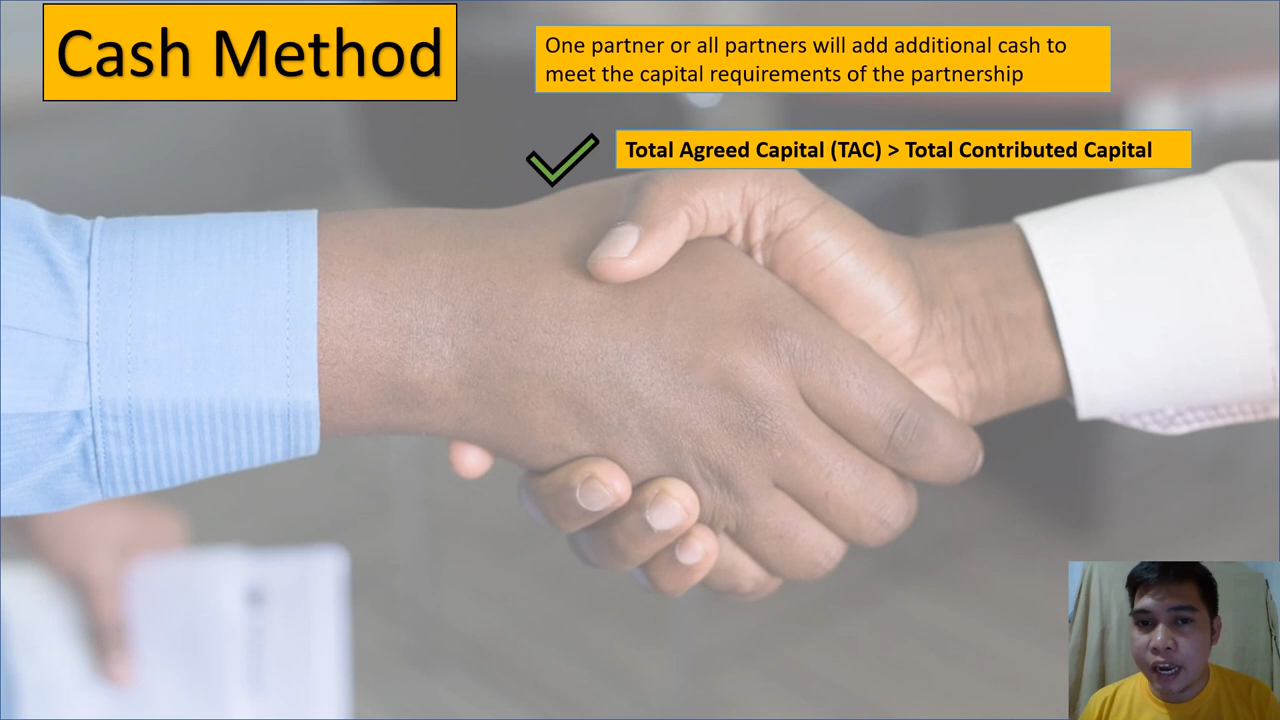 Cash Method
One partner or all partners will add additional cash to
meet the capital requirements of the partnership
Total Agreed Capital (TAC) > Total Contributed Capital